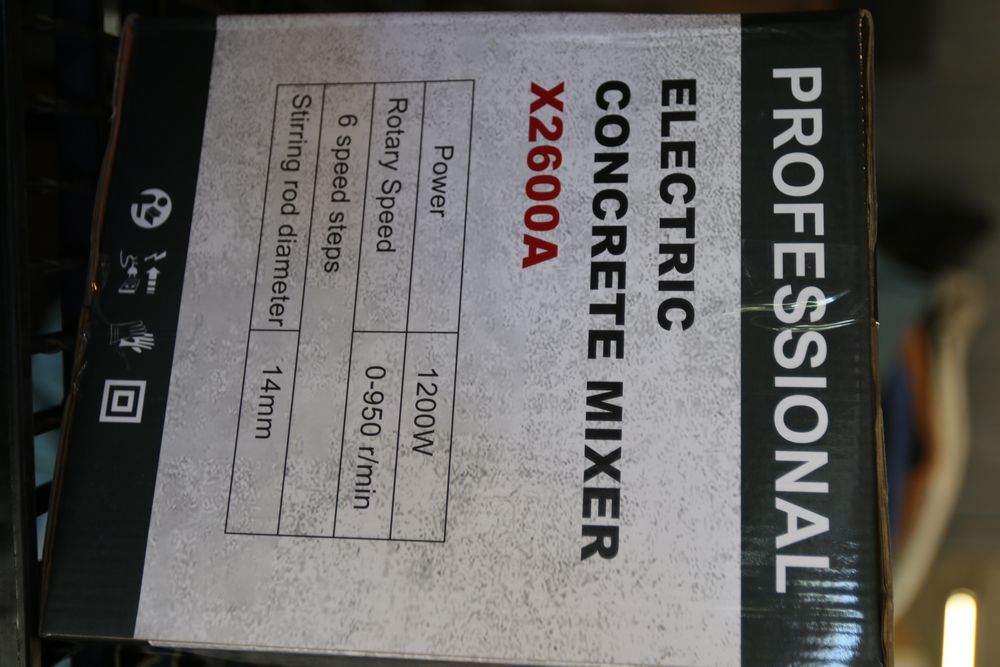 PROFESSIONAL
ELECTRIC
CONCRETE MIXER
X2600A
Power 1200W
Rotary Speed 0-950 r/min
6 speed steps
Stirring rod diameter 14mm